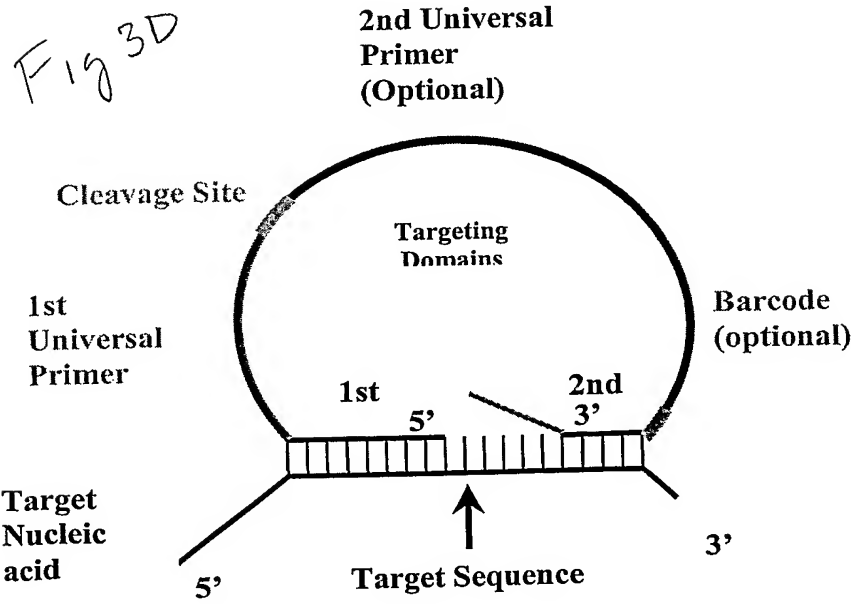 Fig 3D
2nd Universal
Primer
(Optional)
Cleavage Site
Targeting
Domains
1st
Universal
Primer
Barcode
(optional)
1st
2nd
5’
3’
Target
Nucleic
acid
5’
Target Sequence
3’